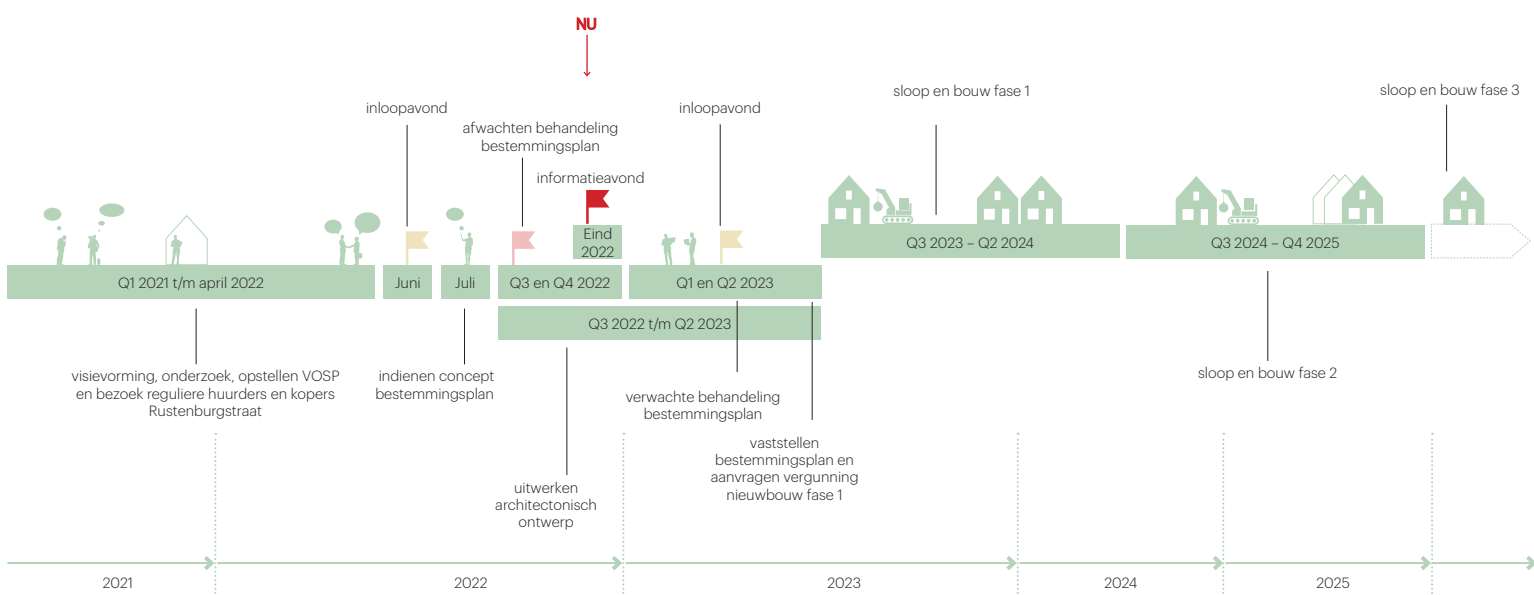 NU
sloop en bouw fase 1
sloop en bouw fase 3
inloopavond
inloopavond
afwachten behandeling
bestemmingsplan
informatieavond
Eind
2022
Q3 2023 – Q2 2024
Q3 2024 – Q4 2025
Q1 2021 t/m april 2022
Juni
Juli
Q3 en Q4 2022
Q1 en Q2 2023
Q3 2022 t/m Q2 2023
visievorming, onderzoek, opstellen VOSP
en bezoek reguliere huurders en kopers
Rustenburgstraat
indienen concept
bestemmingsplan
sloop en bouw fase 2
verwachte behandeling
bestemmingsplan
vaststellen
bestemmingsplan en
aanvragen vergunning
nieuwbouw fase 1
uitwerken
architectonisch
ontwerp
2021
2022
2023
2024
2025